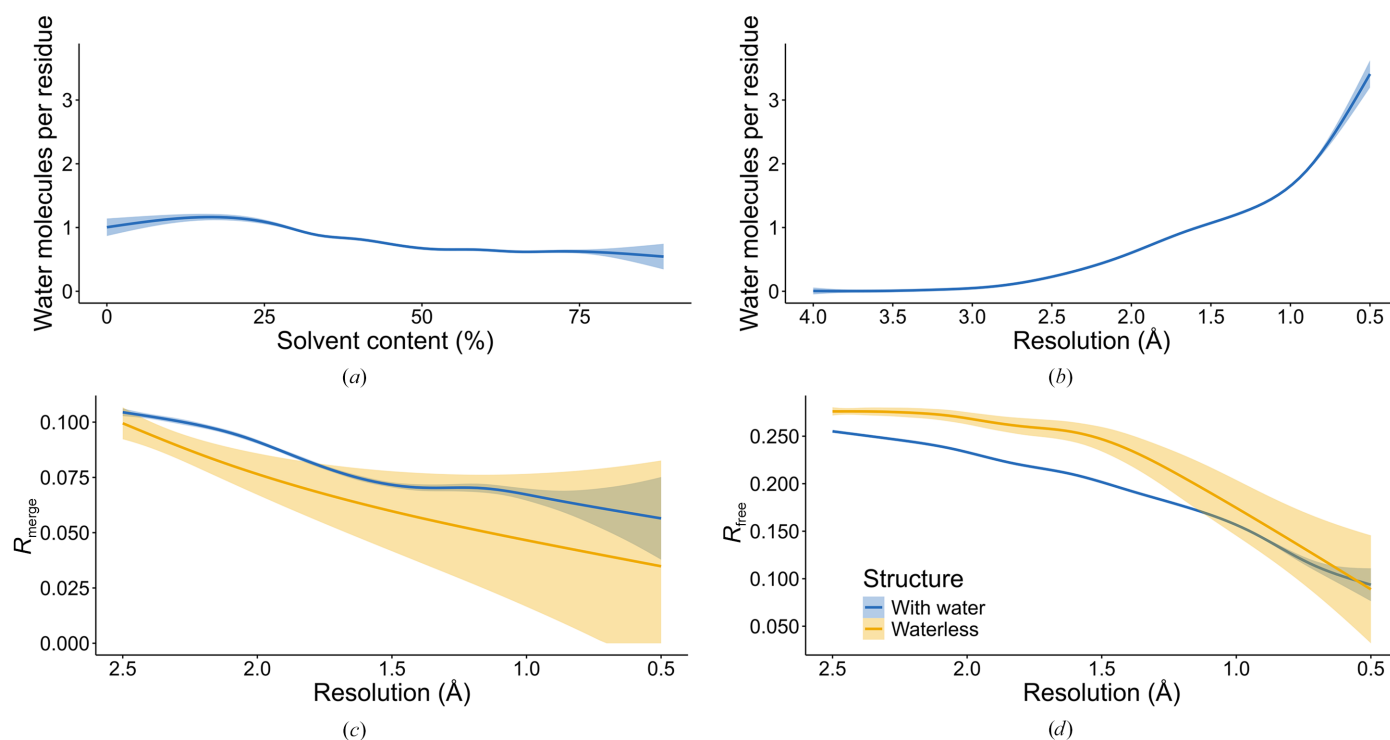 Water molecules per residue
3
2
1
0
0 25 50 75
Solvent content (%)
(a)
Water molecules per residue
3
2
1
0
4.0 3.5 3.0 2.5 2.0 1.5 1.0 0.5
Resolution (Å)
(b)
Rmerge
0.100
0.075
0.050
0.025
0.000
2.5 2.0 1.5 1.0 0.5
Resolution (Å)
(c)
Rfree
0.250
0.200
0.150
0.100
0.050
Structure
With water
Waterless
2.5 2.0 1.5 1.0 0.5
Resolution (Å)
(d)